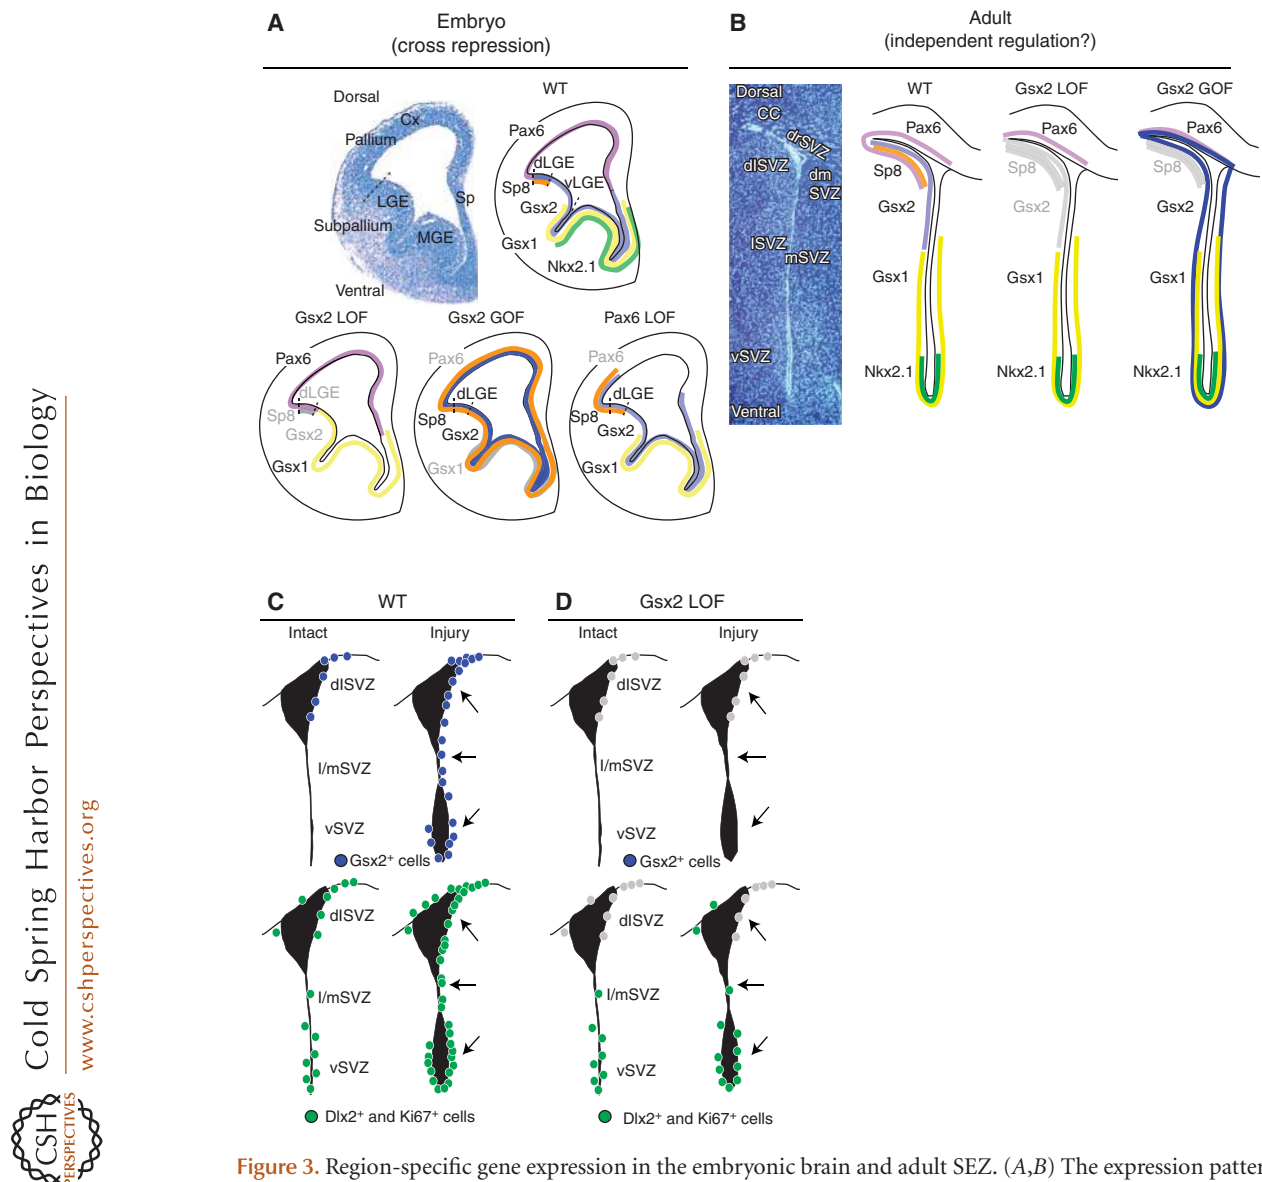 Cold Spring Harbor Perspectives in Biology
www.cshperspectives.org
CSH
PERSPECTIVES
A
Embryo
(cross repression)
Dorsal
Cx
Pallium
LGE
Sp
Subpallium
MGE
Ventral
WT
Pax6
dLGE
vLGE
Sp8
Gsx2
Gsx1
Nkx2.1
Gsx2 LOF
Pax6
dLGE
Sp8
Gsx2
Gsx1
Gsx2 GOF
Pax6
dLGE
Sp8
Gsx2
Gsx1
Pax6 LOF
Pax6
dLGE
Sp8
Gsx2
Gsx1
B
Adult
(independent regulation?)
Dorsal
CC
drSVZ
dlSVZ
dm
SVZ
lSVZ
mSVZ
vSVZ
Ventral
WT
Pax6
Sp8
Gsx2
Gsx1
Nkx2.1
Gsx2 LOF
Pax6
Sp8
Gsx2
Gsx1
Nkx2.1
Gsx2 GOF
Pax6
Sp8
Gsx2
Gsx1
Nkx2.1
C
WT
Intact
Injury
dlSVZ
l/mSVZ
vSVZ
Gsx2+ cells
dlSVZ
l/mSVZ
vSVZ
Dlx2+ and Ki67+ cells
D
Gsx2 LOF
Intact
Injury
dlSVZ
l/mSVZ
vSVZ
Gsx2+ cells
dlSVZ
l/mSVZ
vSVZ
Dlx2+ and Ki67+ cells
Figure 3. Region-specific gene expression in the embryonic brain and adult SEZ. (A,B) The expression patter